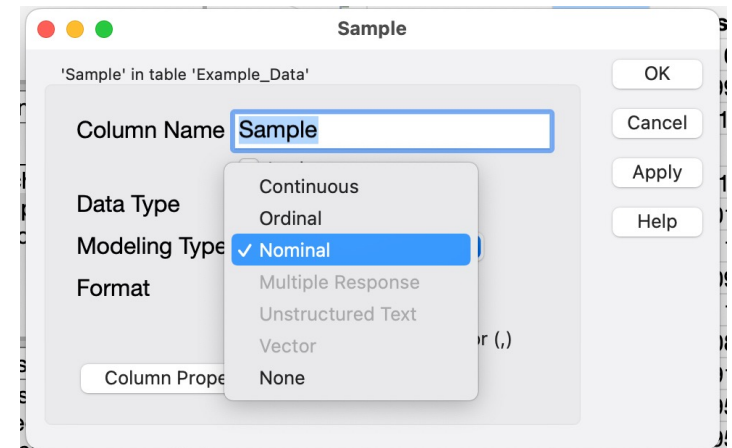 Sample
'Sample' in table 'Example_Data'
OK
Column Name Sample
Cancel
Apply
Continuous
Data Type
Ordinal
Help
Modeling Type ✓ Nominal
Format
Multiple Response
Unstructured Text
Vector
r (,)
Column Prope
None